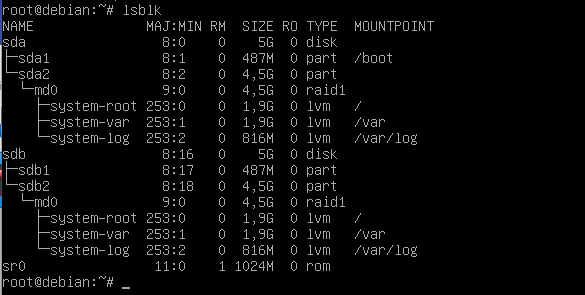 root@debian:~# lsblk
NAME                MAJ:MIN RM  SIZE RO TYPE  MOUNTPOINT
sda                   8:0    0    5G  0 disk
├─sda1                8:1    0  487M  0 part  /boot
└─sda2                8:2    0  4,5G  0 part
  └─md0               9:0    0  4,5G  0 raid1
    ├─system-root   253:0    0  1,9G  0 lvm   /
    ├─system-var    253:1    0  1,9G  0 lvm   /var
    └─system-log    253:2    0  816M  0 lvm   /var/log
sdb                   8:16   0    5G  0 disk
├─sdb1                8:17   0  487M  0 part
└─sdb2                8:18   0  4,5G  0 part
  └─md0               9:0    0  4,5G  0 raid1
    ├─system-root   253:0    0  1,9G  0 lvm   /
    ├─system-var    253:1    0  1,9G  0 lvm   /var
    └─system-log    253:2    0  816M  0 lvm   /var/log
sr0                  11:0    1 1024M  0 rom
root@debian:~# _